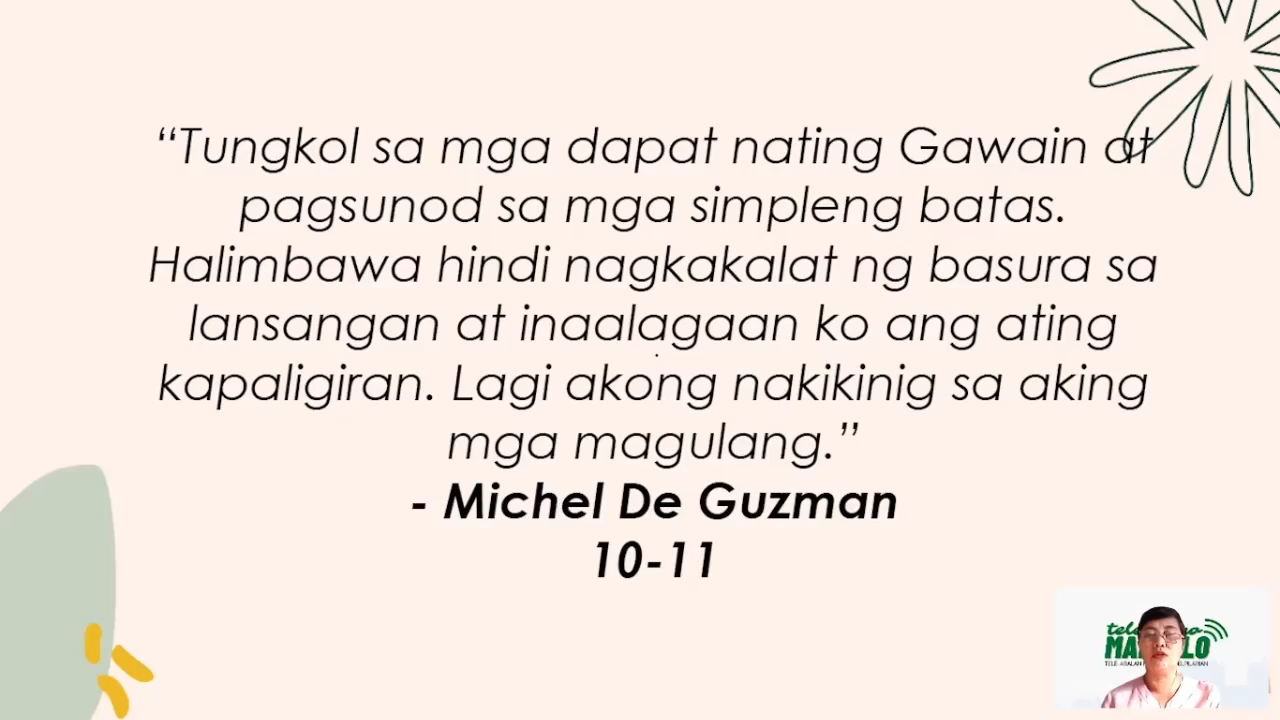 “Tungkol sa mga dapat nating Gawain at
pagsunod sa mga simpleng batas.
Halimbawa hindi nagkakalat ng basura sa
lansangan at inaalagaan ko ang ating
kapaligiran. Lagi akong nakikinig sa aking
mga magulang.”
- Michel De Guzman
10-11